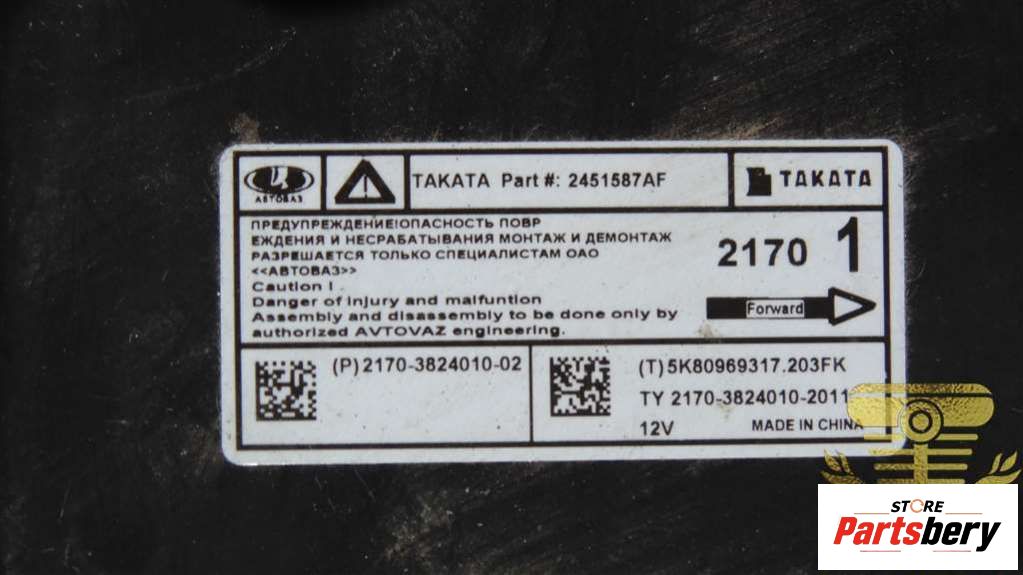 АВТОВАЗ
TAKATA Part #: 2451587AF
TAKATA
ПРЕДУПРЕЖДЕНИЕ!ОПАСНОСТЬ ПОВР
ЕЖДЕНИЯ И НЕСРАБАТЫВАНИЯ МОНТАЖ И ДЕМОНТАЖ
РАЗРЕШАЕТСЯ ТОЛЬКО СПЕЦИАЛИСТАМ ОАО
<<АВТОВАЗ>>
Caution !
Danger of injury and malfuntion
Assembly and disassembly to be done only by
authorized AVTOVAZ engineering.
2170 1
Forward
(P)2170-3824010-02
(T)5K80969317.203FK
TY 2170-3824010-2011
12V MADE IN CHINA
STORE
Partsbery